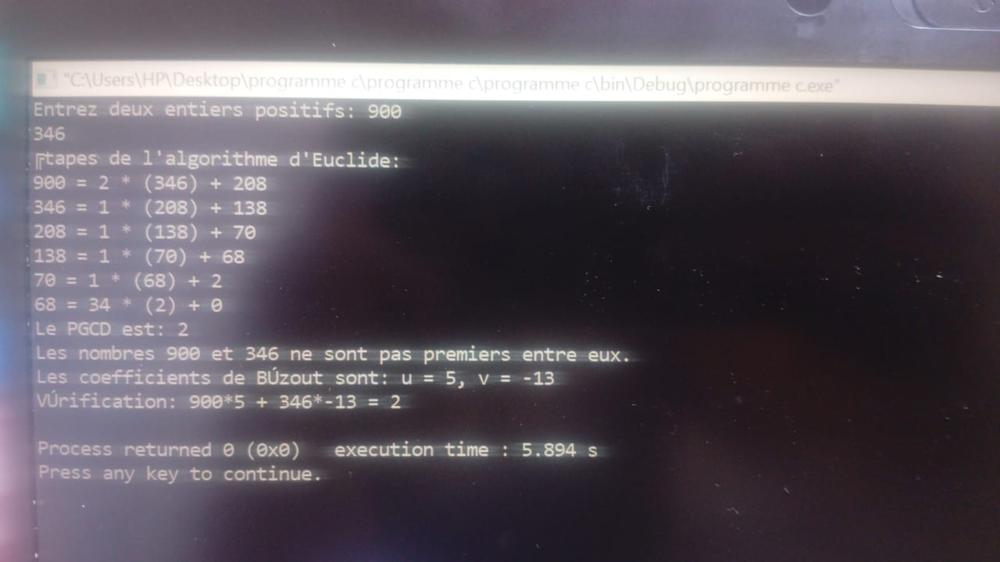 "C:\Users\HP\Desktop\programme c\programme c\programme c\bin\Debug\programme c.exe"
Entrez deux entiers positifs: 900
346
╔tapes de l'algorithme d'Euclide:
900 = 2 * (346) + 208
346 = 1 * (208) + 138
208 = 1 * (138) + 70
138 = 1 * (70) + 68
70 = 1 * (68) + 2
68 = 34 * (2) + 0
Le PGCD est: 2
Les nombres 900 et 346 ne sont pas premiers entre eux.
Les coefficients de BÚzout sont: u = 5, v = -13
VÚrification: 900*5 + 346*-13 = 2
Process returned 0 (0x0)   execution time : 5.894 s
Press any key to continue.